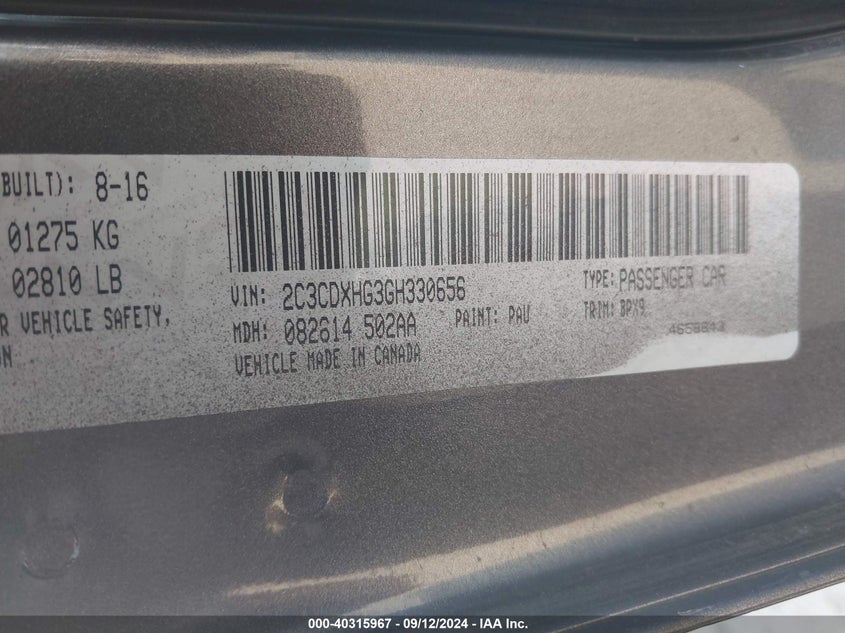 BUILT): 8-16
01275 KG
02810 LB
R VEHICLE SAFETY,
ON
VIN: 2C3CDXHG3GH330656
TYPE: PASSENGER CAR
MDH: 082614 502AA
PAINT: PAU
TRIM: BPX9
VEHICLE MADE IN CANADA
000-40315967 - 09/12/2024 - IAA Inc.